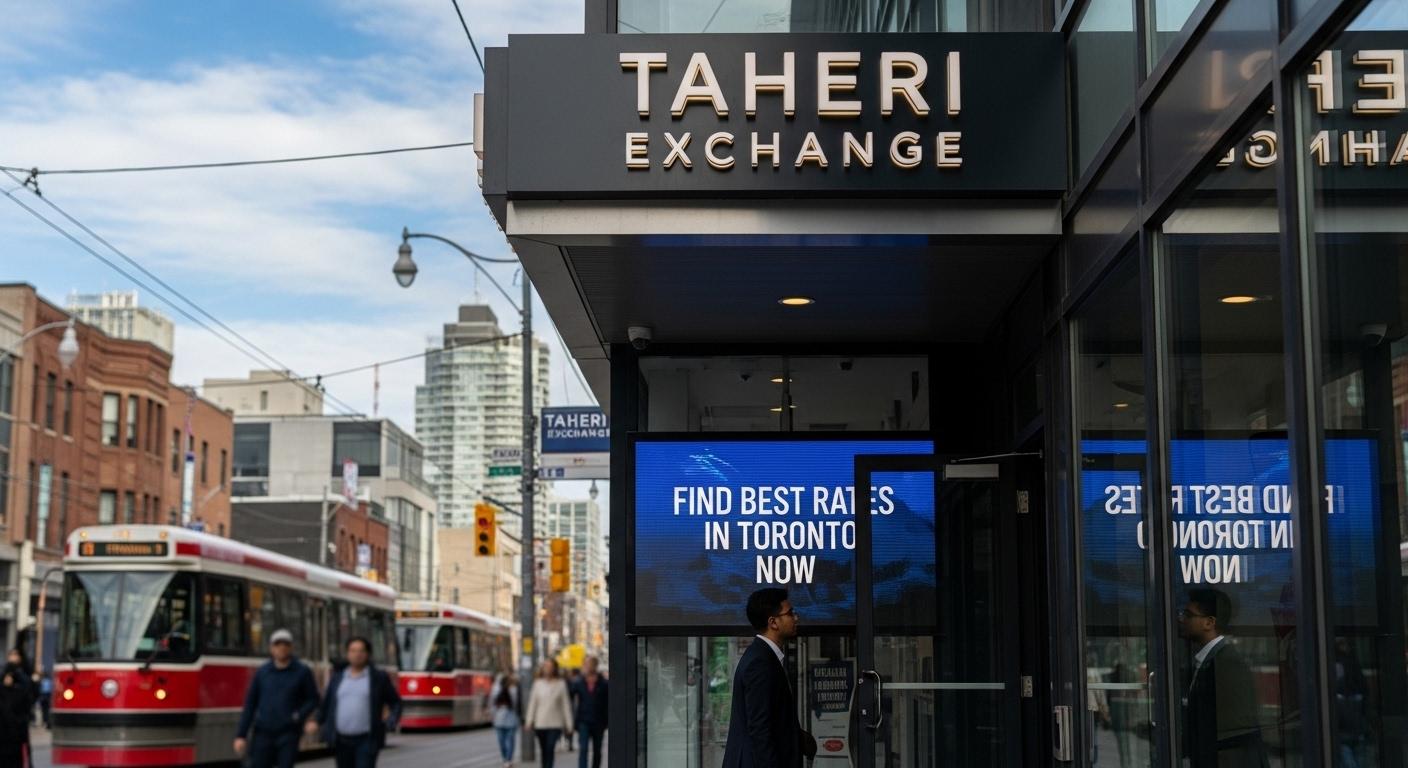 TAHERI
EXCHANGE
TAHERI
EXCHANGE
FIND BEST RATES
IN TORONTO
NOW